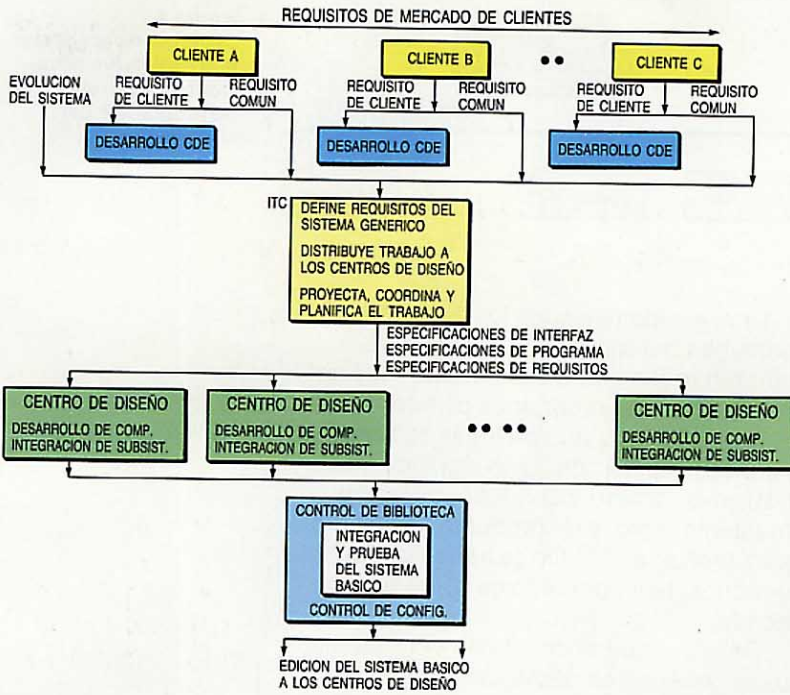 REQUISITOS DE MERCADO DE CLIENTES
CLIENTE A
CLIENTE B
CLIENTE C
EVOLUCION
DEL SISTEMA
REQUISITO
DE CLIENTE
REQUISITO
COMUN
REQUISITO
DE CLIENTE
REQUISITO
COMUN
REQUISITO
DE CLIENTE
REQUISITO
COMUN
DESARROLLO CDE
DESARROLLO CDE
DESARROLLO CDE
ITC
DEFINE REQUISITOS DEL
SISTEMA GENERICO
DISTRIBUYE TRABAJO A
LOS CENTROS DE DISEÑO
PROYECTA, COORDINA Y
PLANIFICA EL TRABAJO
ESPECIFICACIONES DE INTERFAZ
ESPECIFICACIONES DE PROGRAMA
ESPECIFICACIONES DE REQUISITOS
CENTRO DE DISEÑO
DESARROLLO DE COMP.
INTEGRACION DE SUBSIST.
CENTRO DE DISEÑO
DESARROLLO DE COMP.
INTEGRACION DE SUBSIST.
CENTRO DE DISEÑO
DESARROLLO DE COMP.
INTEGRACION DE SUBSIST.
CONTROL DE BIBLIOTECA
INTEGRACION
Y PRUEBA
DEL SISTEMA
BASICO
CONTROL DE CONFIG.
EDICION DEL SISTEMA BASICO
A LOS CENTROS DE DISEÑO